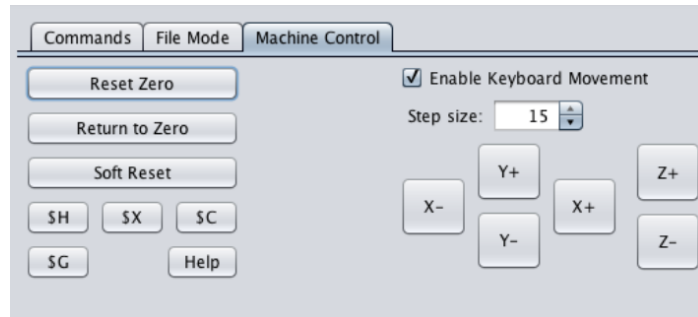 Commands File Mode Machine Control
Reset Zero
Return to Zero
Soft Reset
$H $X $C
$G Help
Enable Keyboard Movement
Step size: 15
Y+ Z+
X- X+
Y- Z-